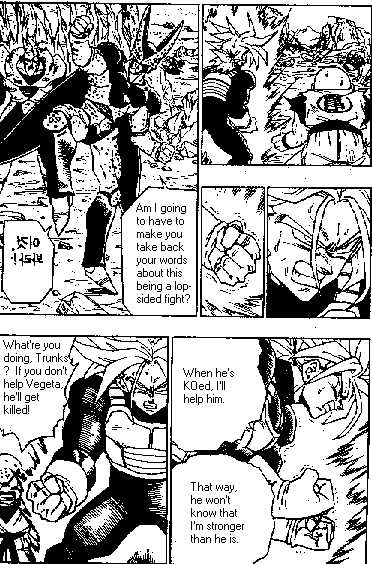 Am I going
to have to
make you
take back
your words
about this
being a lop-
sided fight?
What're you
doing, Trunks
?  If you don't
help Vegeta,
he'll get
killed!
When he's
KOed, I'll
help him.
That way,
he won't
know that
I'm stronger
than he is.